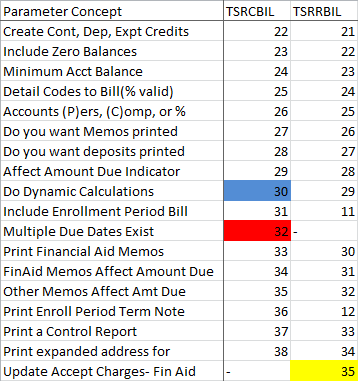 Parameter Concept TSRCBIL TSRRBIL
Create Cont, Dep, Expt Credits 22 21
Include Zero Balances 23 22
Minimum Acct Balance 24 23
Detail Codes to Bill(% valid) 25 24
Accounts (P)ers, (C)omp, or % 26 25
Do you want Memos printed 27 26
Do you want deposits printed 28 27
Affect Amount Due Indicator 29 28
Do Dynamic Calculations 30 29
Include Enrollment Period Bill 31 11
Multiple Due Dates Exist 32 -
Print Financial Aid Memos 33 30
FinAid Memos Affect Amount Due 34 31
Other Memos Affect Amt Due 35 32
Print Enroll Period Term Note 36 12
Print a Control Report 37 33
Print expanded address for 38 34
Update Accept Charges- Fin Aid - 35